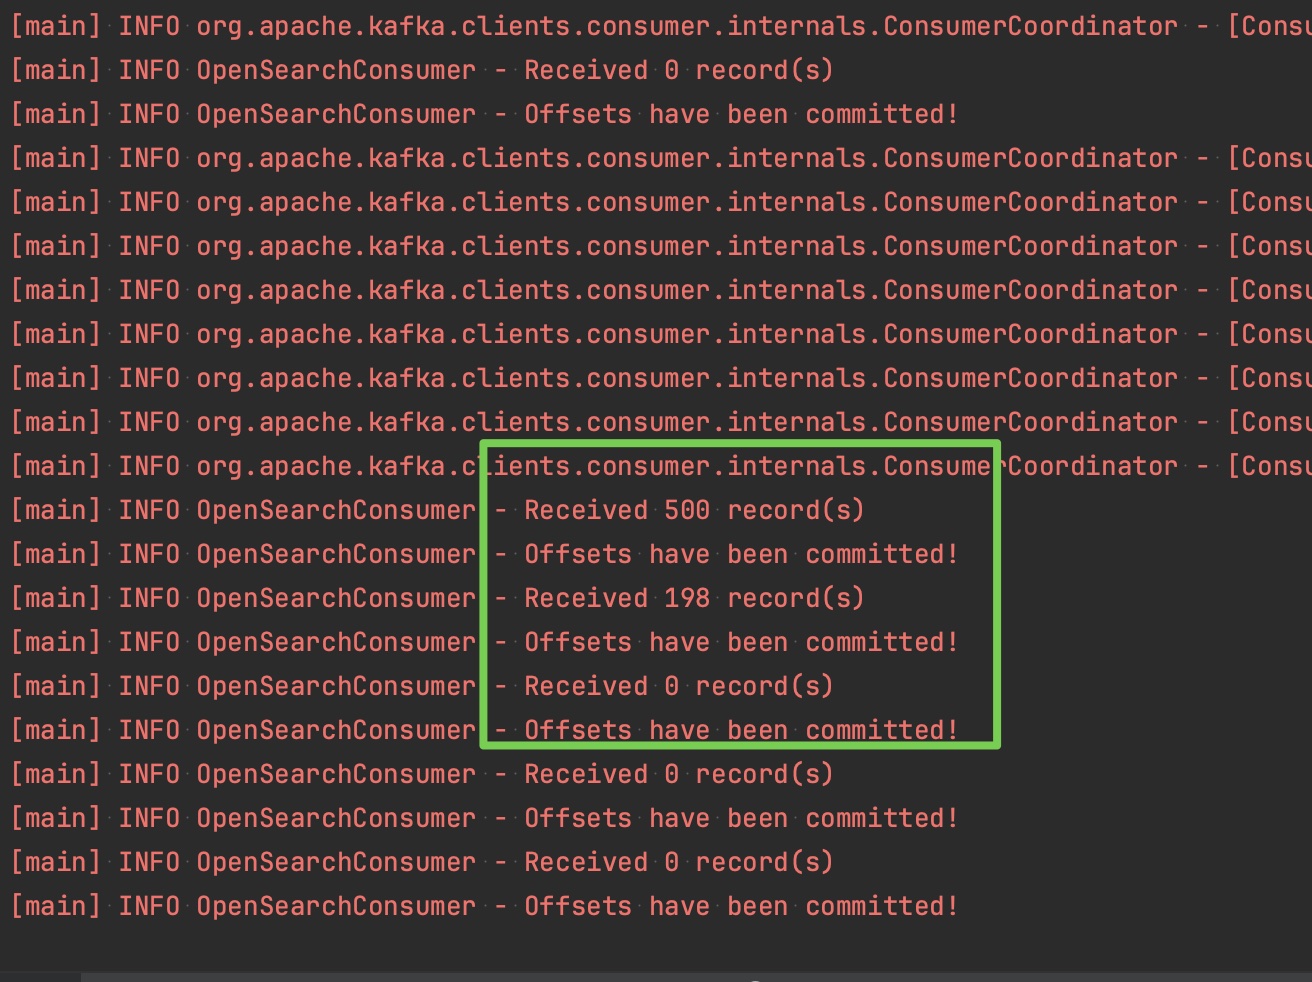 [main] INFO org.apache.kafka.clients.consumer.internals.ConsumerCoordinator - [Consu
[main] INFO OpenSearchConsumer - Received 0 record(s)
[main] INFO OpenSearchConsumer - Offsets have been committed!
[main] INFO org.apache.kafka.clients.consumer.internals.ConsumerCoordinator - [Consu
[main] INFO org.apache.kafka.clients.consumer.internals.ConsumerCoordinator - [Consu
[main] INFO org.apache.kafka.clients.consumer.internals.ConsumerCoordinator - [Consu
[main] INFO org.apache.kafka.clients.consumer.internals.ConsumerCoordinator - [Consu
[main] INFO org.apache.kafka.clients.consumer.internals.ConsumerCoordinator - [Consu
[main] INFO org.apache.kafka.clients.consumer.internals.ConsumerCoordinator - [Consu
[main] INFO org.apache.kafka.clients.consumer.internals.ConsumerCoordinator - [Consu
[main] INFO org.apache.kafka.clients.consumer.internals.ConsumerCoordinator - [Consu
[main] INFO OpenSearchConsumer - Received 500 record(s)
[main] INFO OpenSearchConsumer - Offsets have been committed!
[main] INFO OpenSearchConsumer - Received 198 record(s)
[main] INFO OpenSearchConsumer - Offsets have been committed!
[main] INFO OpenSearchConsumer - Received 0 record(s)
[main] INFO OpenSearchConsumer - Offsets have been committed!
[main] INFO OpenSearchConsumer - Received 0 record(s)
[main] INFO OpenSearchConsumer - Offsets have been committed!
[main] INFO OpenSearchConsumer - Received 0 record(s)
[main] INFO OpenSearchConsumer - Offsets have been committed!